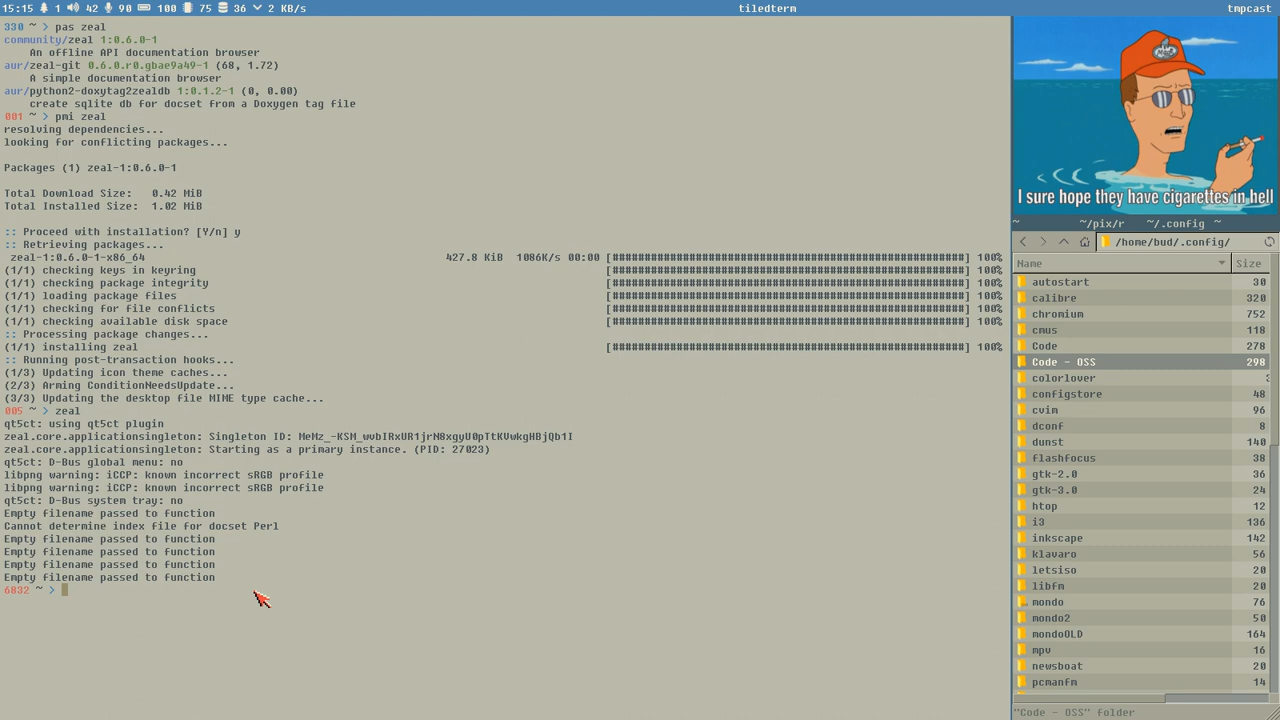 15:15 1 42 90 100 75 36 2 KB/s tiledterm tmpcast
330 ~ > pas zeal
community/zeal 1:0.6.0-1
An offline API documentation browser
aur/zeal-git 0.6.0.r0.gbae9a49-1 (68, 1.72)
A simple documentation browser
aur/python2-doxytag2zealdb 1:0.1.2-1 (0, 0.00)
create sqlite db for docset from a Doxygen tag file
001 ~ > pmi zeal
resolving dependencies...
looking for conflicting packages...
Packages (1) zeal-1:0.6.0-1
Total Download Size: 0.42 MiB
Total Installed Size: 1.02 MiB
:: Proceed with installation? [Y/n] y
:: Retrieving packages...
zeal-1:0.6.0-1-x86_64 427.8 KiB 1086K/s 00:00 [########################################################] 100%
(1/1) checking keys in keyring [########################################################] 100%
(1/1) checking package integrity [########################################################] 100%
(1/1) loading package files [########################################################] 100%
(1/1) checking for file conflicts [########################################################] 100%
(1/1) checking available disk space [########################################################] 100%
:: Processing package changes...
(1/1) installing zeal [########################################################] 100%
:: Running post-transaction hooks...
(1/3) Updating icon theme caches...
(2/3) Arming ConditionNeedsUpdate...
(3/3) Updating the desktop file MIME type cache...
005 ~ > zeal
qt5ct: using qt5ct plugin
zeal.core.applicationsingleton: Singleton ID: MeMz_-KSM_wvbIRxUR1jrN8xgyU0pTtKVwkgHBjQb1I
zeal.core.applicationsingleton: Starting as a primary instance. (PID: 27023)
qt5ct: D-Bus global menu: no
libpng warning: iCCP: known incorrect sRGB profile
libpng warning: iCCP: known incorrect sRGB profile
qt5ct: D-Bus system tray: no
Empty filename passed to function
Cannot determine index file for docset Perl
Empty filename passed to function
Empty filename passed to function
Empty filename passed to function
Empty filename passed to function
6832 ~ >
I sure hope they have cigarettes in hell
~ ~/pix/r ~/.config ~
/home/bud/.config/
Name Size
autostart 30
calibre 320
chromium 752
cmus 118
Code 278
Code - OSS 298
colorlover
configstore 48
cvim 96
dconf 8
dunst 140
flashfocus 38
gtk-2.0 36
gtk-3.0 24
htop 12
i3 136
inkscape 142
klavaro 56
letsiso 20
libfm 20
mondo 76
mondo2 50
mondoOLD 164
mpv 16
newsboat 20
pcmanfm 14
"Code - OSS" folder